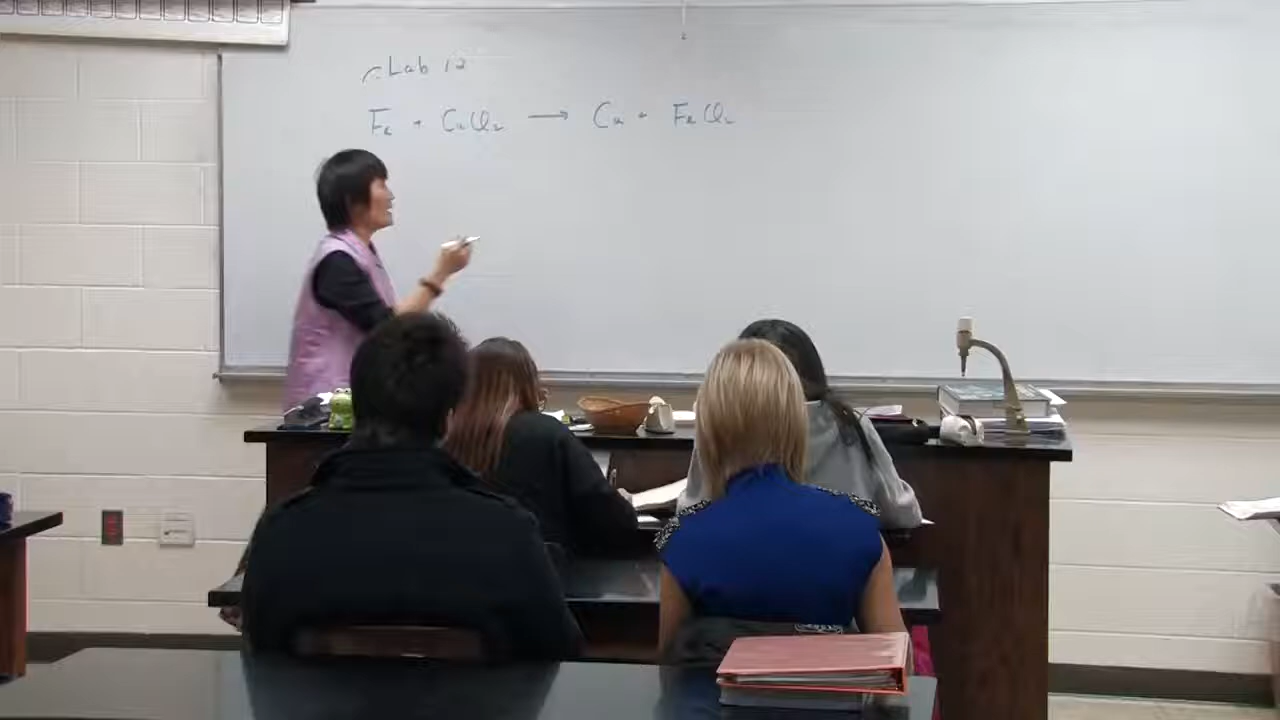 Lab 12
Fe + CuCl₂ → Cu + FeCl₂